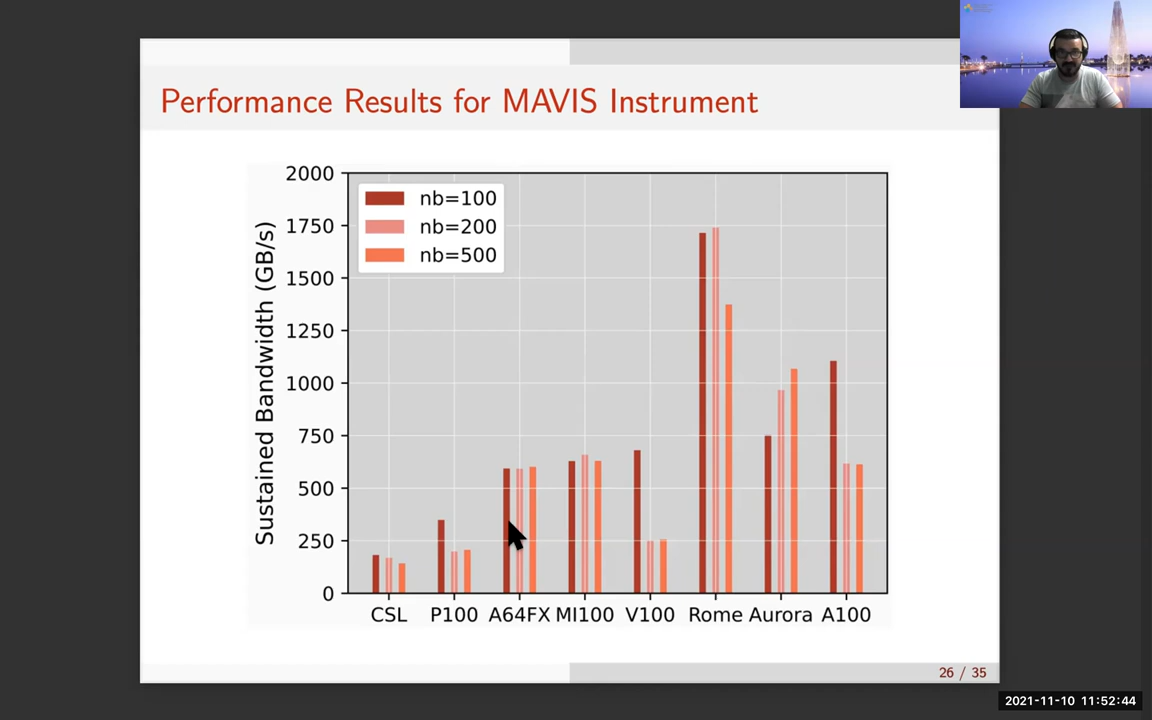 Performance Results for MAVIS Instrument
2000
1750
1500
1250
1000
750
500
250
0
Sustained Bandwidth (GB/s)
nb=100
nb=200
nb=500
CSL P100 A64FX MI100 V100 Rome Aurora A100
26 / 35
2021-11-10 11:52:44